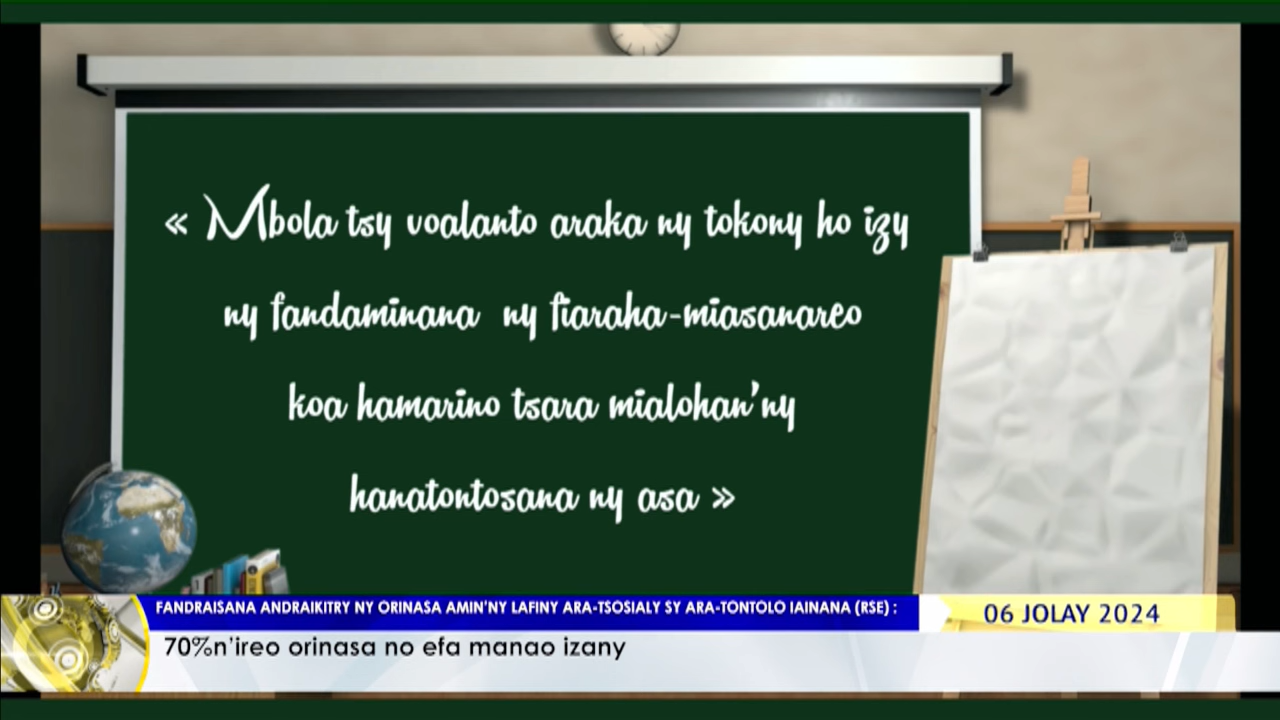 « Mbola tsy voalanto araka ny tokony ho izy
ny fandaminana ny fiaraha-miasanareo
koa hamarino tsara mialohan'ny
hanatontosana ny asa »
FANDRAISANA ANDRAIKITRY NY ORINASA AMIN'NY LAFINY ARA-TSOSIALY SY ARA-TONTOLO IAINANA (RSE) :
06 JOLAY 2024
70%n'ireo orinasa no efa manao izany